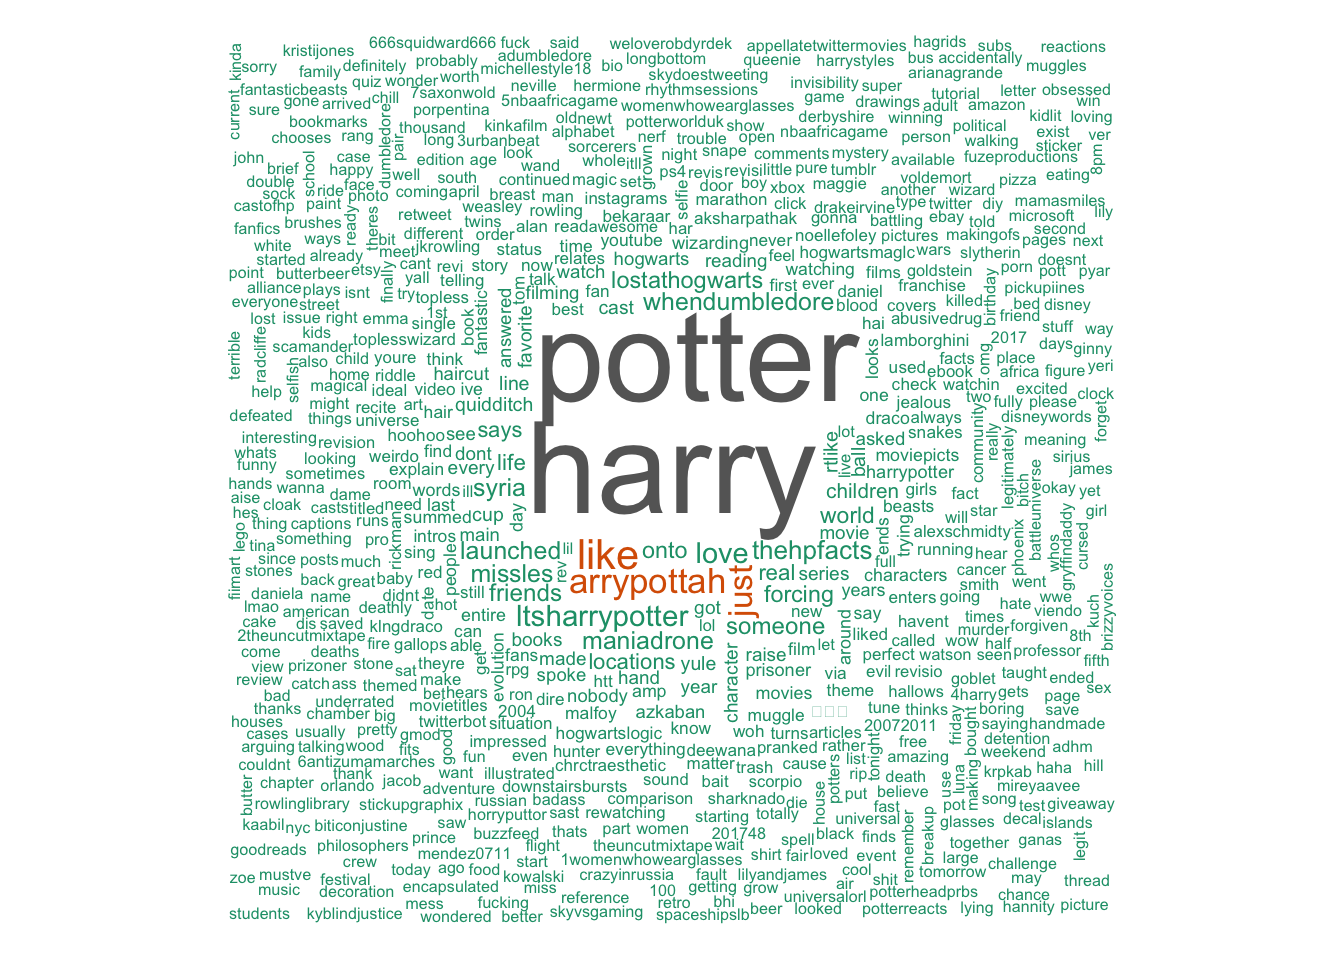 666squidward666 fuck said weloverobdyrdek appellatetwittermovies hagrids subs reactions
kristijones adumbledore longbottom queenie harrystyles bus accidentally
sorry family definitely probably michellestyle18 bio skydoestweeting arianagrande muggles
fantasticbeasts quiz wonder worth neville hermione rhythmsessions invisibility super tutorial letter obsessed
current kinda
sure gone arrived chill 7saxonwold 5nbaafricagame womenwhowearglasses game drawings adult amazon win
bookmarks porpentina oldnewt potterworlduk show derbyshire winning kidlit loving
chooses rang thousand kinkafilm alphabet nerf trouble open nbaafricagame person political exist ver
dumbledore pair long 3urbanbeat sorcerers walking sticker
john case edition age look whole itll grown night snape comments mystery available fuzeproductions 8pm
brief happy school well south wand ps4 revis revisilittle pure tumblr voldemort pizza eating
double face continued magic set door boy xbox maggie another wizard
sock ride photo comingapril breast man instagrams selfie marathon click drakeirvine type twitter diy mamasmiles
castofhp paint retweet weasley rowling bekaraar aksharpathak gonna battling ebay told microsoft lily
fanfics brushes ready theres different twins order alan readawesome har noellefoley pictures makingofs second
white ways bit meet jkrowling status time youtube wizarding never pages next
started already cant revi story now relates hogwarts reading feel hogwartsmaglc wars slytherin doesnt
point butterbeer etsy finally yall telling talk watch lostathogwarts watching films goldstein porn pott pyar
alliance plays isnt try topless filming fan first ever daniel franchise birthday pickupiines
everyone street 1st tom best cast whendumbledore blood covers killed bed disney
lost issue right emma single book fantastic answered favorite hai abusivedrug friend stuff way
kids toplesswizard potter looks lamborghini omg 2017 days ginny
terrible radcliffe scamander also child youre think facts place
selfish home riddle haircut used ebook africa figure yeri
help magical ideal video ive line check watchin excited
might recite art hair quidditch one jealous two fully please clock
defeated things universe draco always disneywords forget
interesting revision hoohoo see says harry rtlike lot asked snakes community really meaning
whats looking weirdo find dont live ball moviepicts legitimately sirius
funny sometimes explain every life harrypotter bitch james
hands wanna room words ill syria children girls fact okay yet
aise cloak dame need last beasts star battleuniverse girl
hes caststitled summed cup day world will
lego thing captions runs rickman intros main movie ends trying alexschmidty phoenix gryffindaddy cursed
tina something pro sing launched lil like onto love thehpfacts running hear whos
filmart since posts much people missles rev full cancer
stones back great baby red arrypottah just real series characters smith went
daniela name didnt date still friends forcing years enters going hate wwe kuch brizzyvoices
lmao american deathly dahot entire Itsharrypotter got new say havent times viendo
cake dis saved klngdraco can lol someone around liked called wow murder forgiven 8th
2theuncutmixtape fire gallops able books maniadrone film let half professor
come deaths get fans made character raise perfect watson seen fifth
view prizoner stone sat theyre evolution rpg spoke locations yule prisoner via evil revisio goblet taught ended
review catch ass themed make htt hand theme hallows 4harry gets sex
bad bet hears ron dire nobody amp year movies page
thanks underrated movietitles 2004 malfoy azkaban muggle tune thinks boring save
houses chamber big twitterbot situation hogwartslogic know woh turns articles 20072011 friday saying handmade
cases usually pretty gmod good free detention
arguing talking wood fits impressed hunter everything deewana pranked rather tonight amazing bought weekend adhm
couldnt 6antizumamarches fun even chrctraesthetic matter trash cause list luna krpkab haha hill
thank want illustrated potters rip death
butter chapter orlando jacob adventure downstairsbursts sound bait scorpio put believe use making mireyaavee
rowlinglibrary stickupgraphix russian badass comparison sharknado die house fast pot song test giveaway
kaabil nyc biticonjustine saw horryputtor sast rewatching starting totally universal glasses decal islands
prince buzzfeed thats part women 201748 spell black finds remember breakup
goodreads philosophers mendez0711 flight theuncutmixtape wait shirt fair loved event together ganas legit
crew start 1womenwhowearglasses large challenge
zoe mustve festival today ago food kowalski crazyinrussia fault lilyandjames cool tomorrow may thread
music decoration encapsulated miss 100 getting grow air shit potterheadprbs chance
mess fucking reference retro bhi universalorl
students kyblindjustice wondered better skyvsgaming spaceshipslb beer looked potterreacts lying hannity picture